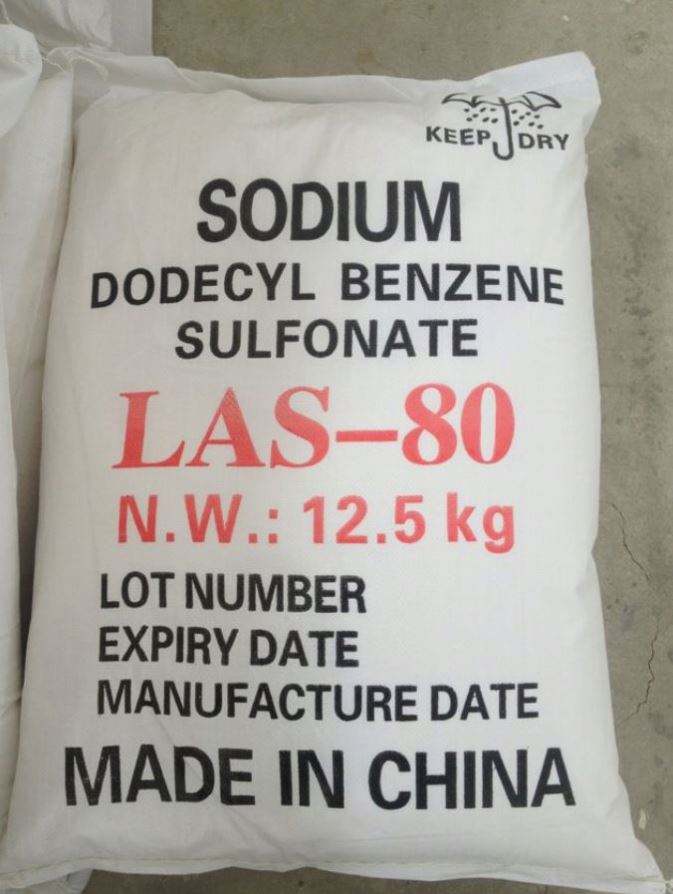 KEEP DRY
SODIUM
DODECYL BENZENE
SULFONATE
LAS-80
N.W.: 12.5 kg
LOT NUMBER
EXPIRY DATE
MANUFACTURE DATE
MADE IN CHINA